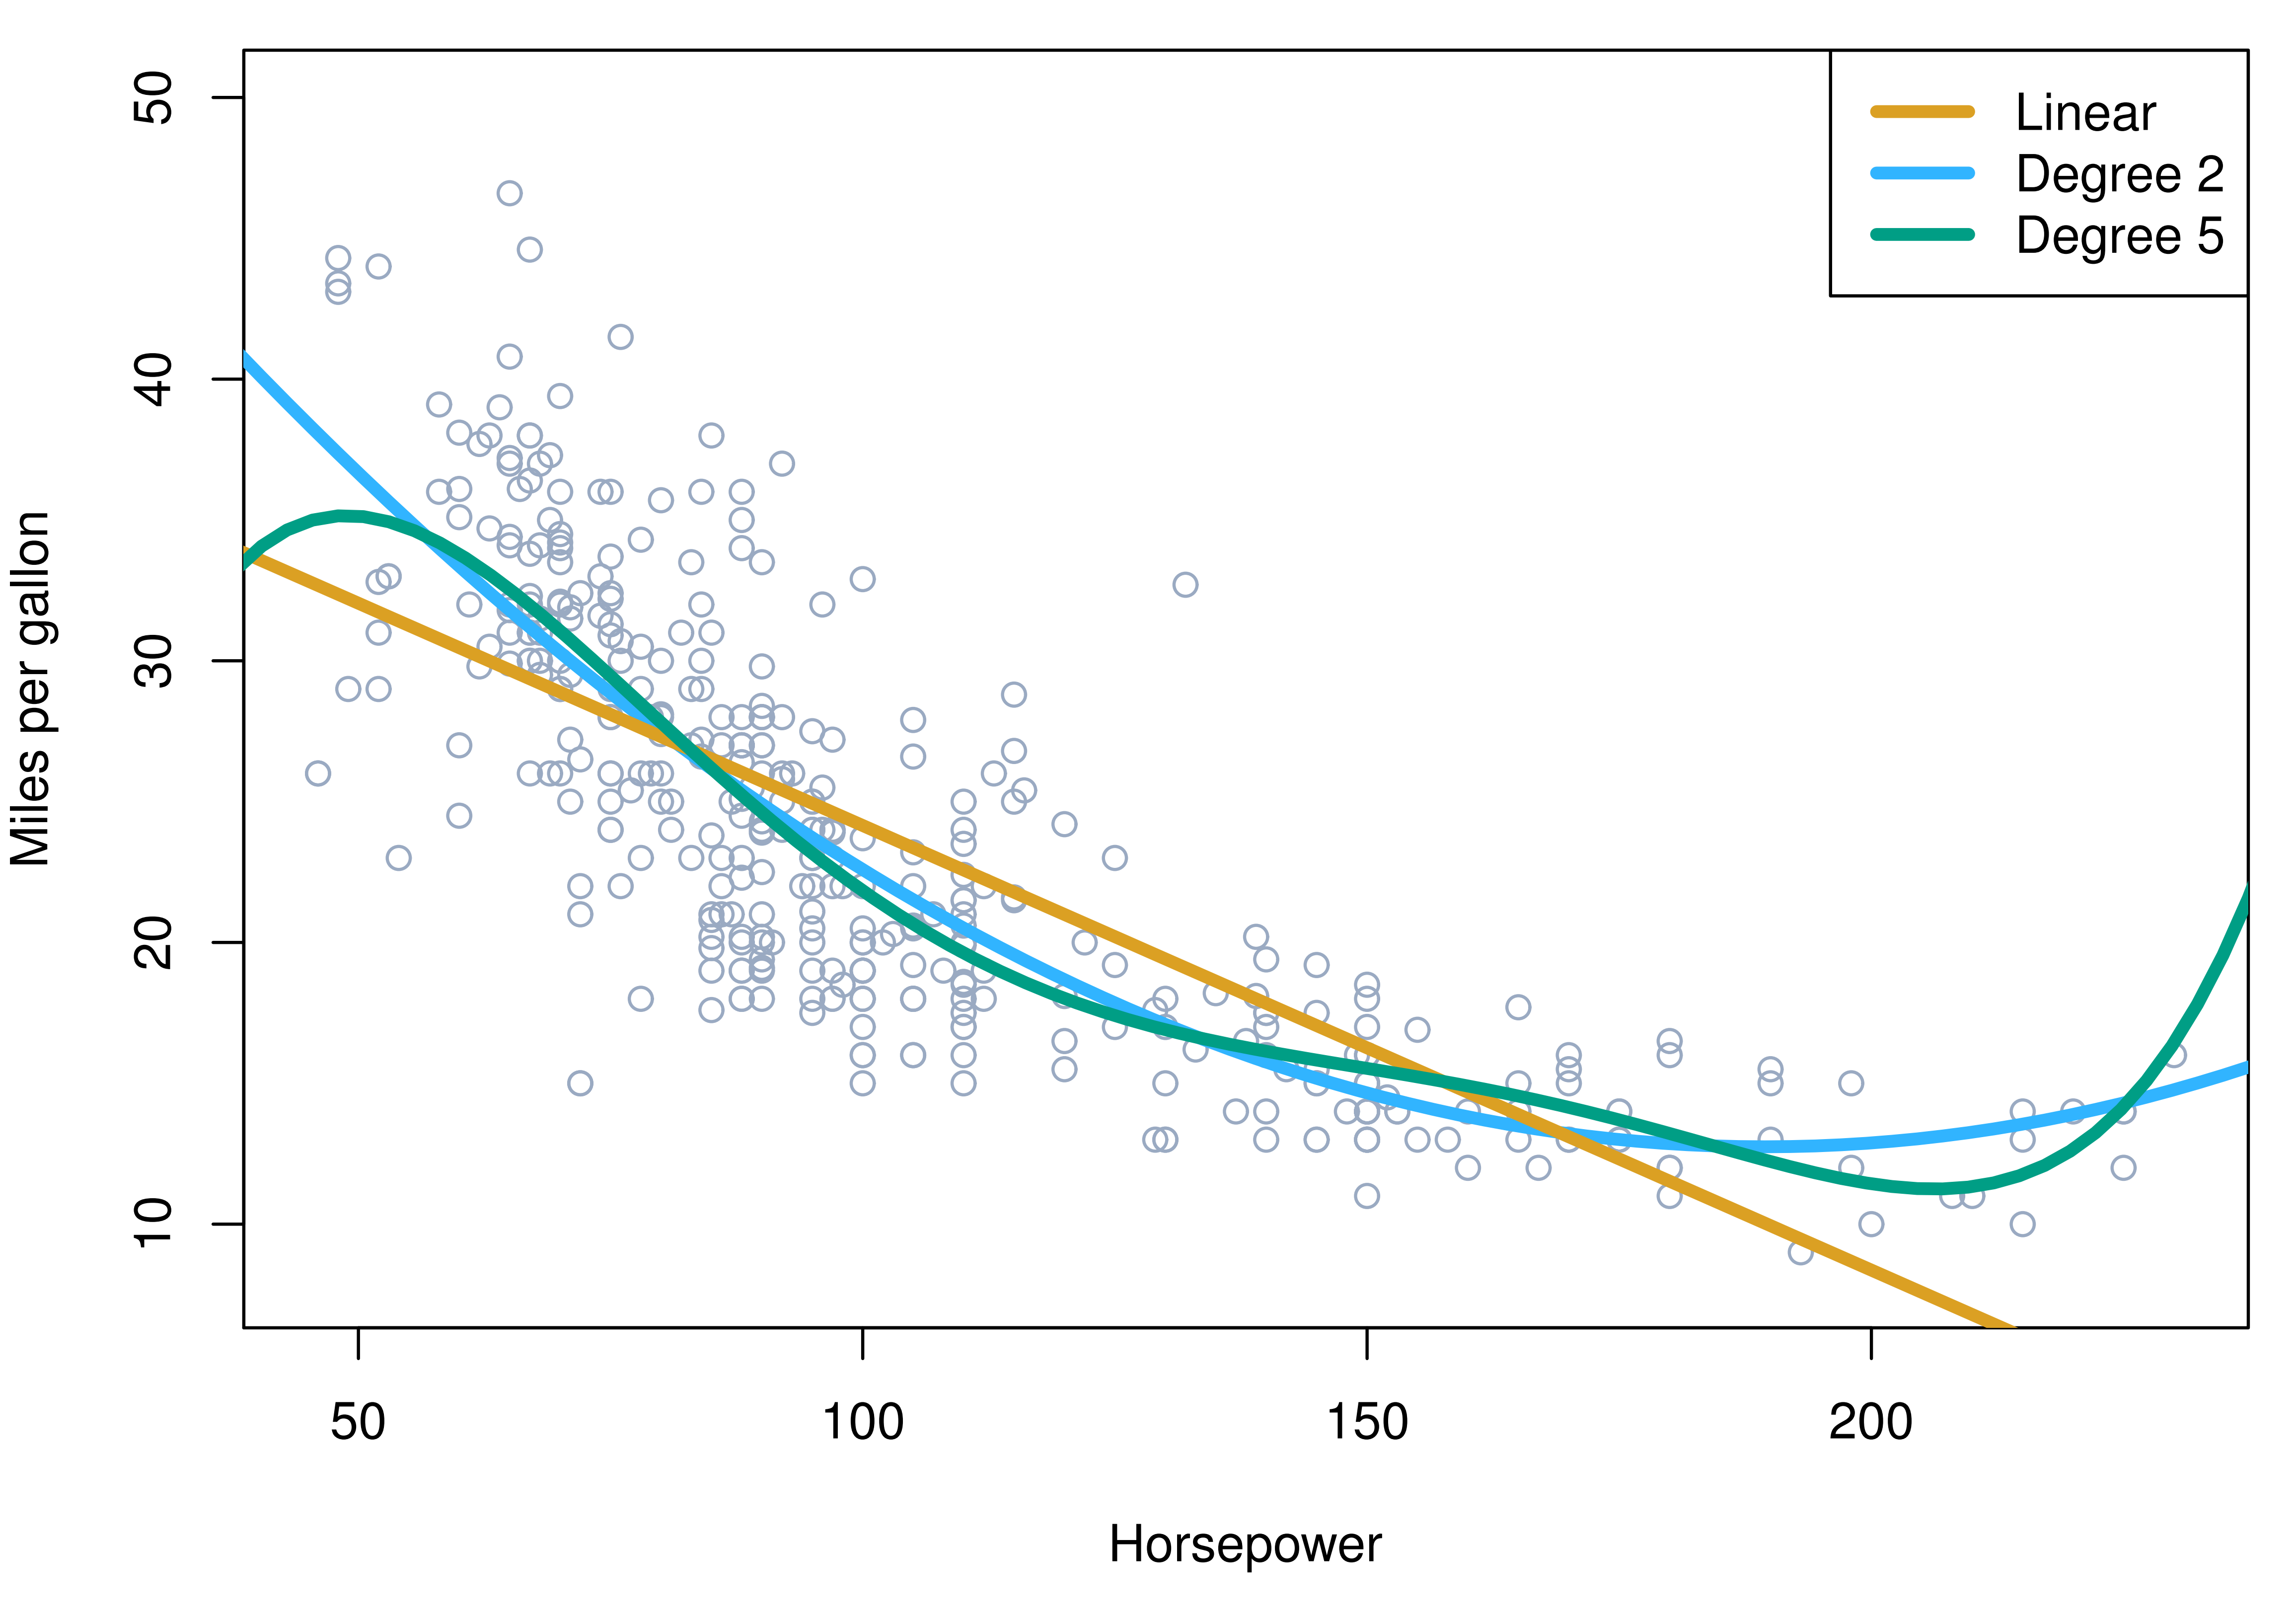 50
40
30
20
10
Miles per gallon
Linear
Degree 2
Degree 5
50 100 150 200
Horsepower